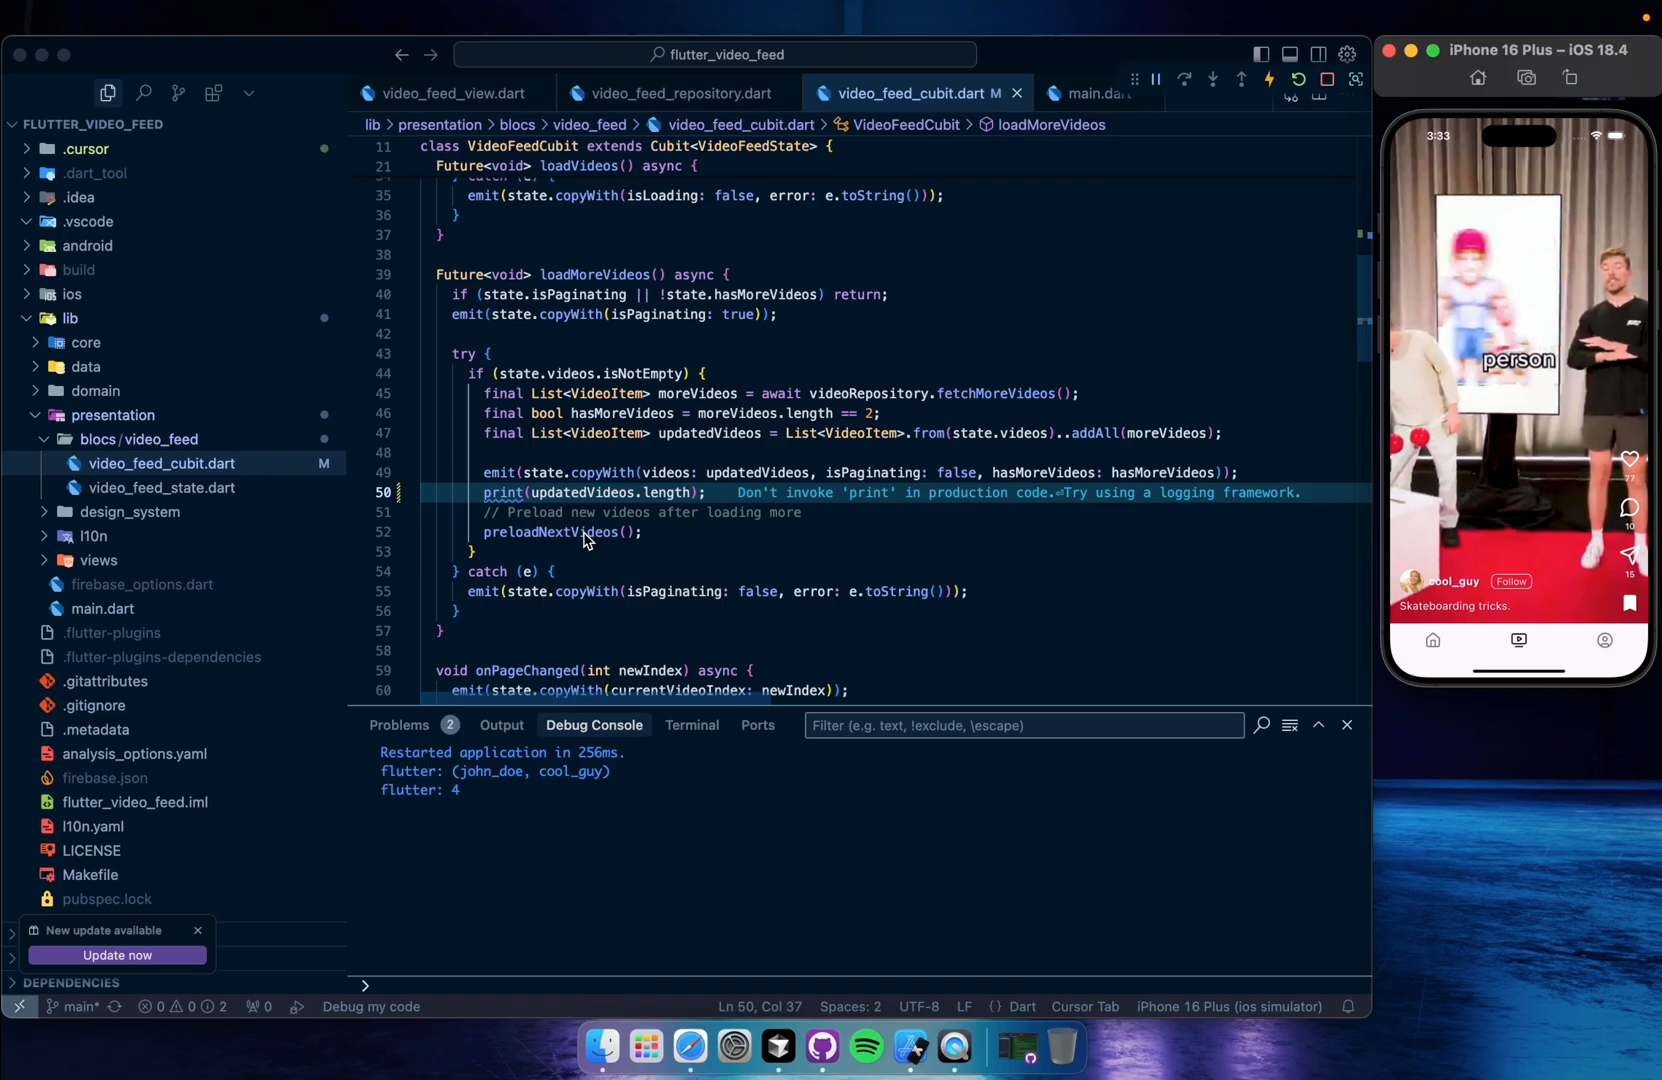 flutter_video_feed
iPhone 16 Plus – iOS 18.4
video_feed_view.dart
video_feed_repository.dart
video_feed_cubit.dart M
main.dart
FLUTTER_VIDEO_FEED
.cursor
.dart_tool
.idea
.vscode
android
build
ios
lib
core
data
domain
presentation
blocs/video_feed
video_feed_cubit.dart M
video_feed_state.dart
design_system
l10n
views
firebase_options.dart
main.dart
.flutter-plugins
.flutter-plugins-dependencies
.gitattributes
.gitignore
.metadata
analysis_options.yaml
firebase.json
flutter_video_feed.iml
l10n.yaml
LICENSE
Makefile
pubspec.lock
New update available
Update now
DEPENDENCIES
lib > presentation > blocs > video_feed > video_feed_cubit.dart > VideoFeedCubit > loadMoreVideos
11 class VideoFeedCubit extends Cubit<VideoFeedState> {
21 Future<void> loadVideos() async {
35 emit(state.copyWith(isLoading: false, error: e.toString()));
36 }
37 }
38
39 Future<void> loadMoreVideos() async {
40 if (state.isPaginating || !state.hasMoreVideos) return;
41 emit(state.copyWith(isPaginating: true));
42
43 try {
44 if (state.videos.isNotEmpty) {
45 final List<VideoItem> moreVideos = await videoRepository.fetchMoreVideos();
46 final bool hasMoreVideos = moreVideos.length == 2;
47 final List<VideoItem> updatedVideos = List<VideoItem>.from(state.videos)..addAll(moreVideos);
48
49 emit(state.copyWith(videos: updatedVideos, isPaginating: false, hasMoreVideos: hasMoreVideos));
50 print(updatedVideos.length); Don't invoke 'print' in production code.⏎Try using a logging framework.
51 // Preload new videos after loading more
52 preloadNextVideos();
53 }
54 } catch (e) {
55 emit(state.copyWith(isPaginating: false, error: e.toString()));
56 }
57 }
58
59 void onPageChanged(int newIndex) async {
60 emit(state.copyWith(currentVideoIndex: newIndex));
Problems 2 Output Debug Console Terminal Ports Filter (e.g. text, !exclude, \escape)
Restarted application in 256ms.
flutter: (john_doe, cool_guy)
flutter: 4
main* 0 0 2 0 Debug my code Ln 50, Col 37 Spaces: 2 UTF-8 LF {} Dart Cursor Tab iPhone 16 Plus (ios simulator)
3:33
person
77
10
15
cool_guy Follow
Skateboarding tricks.